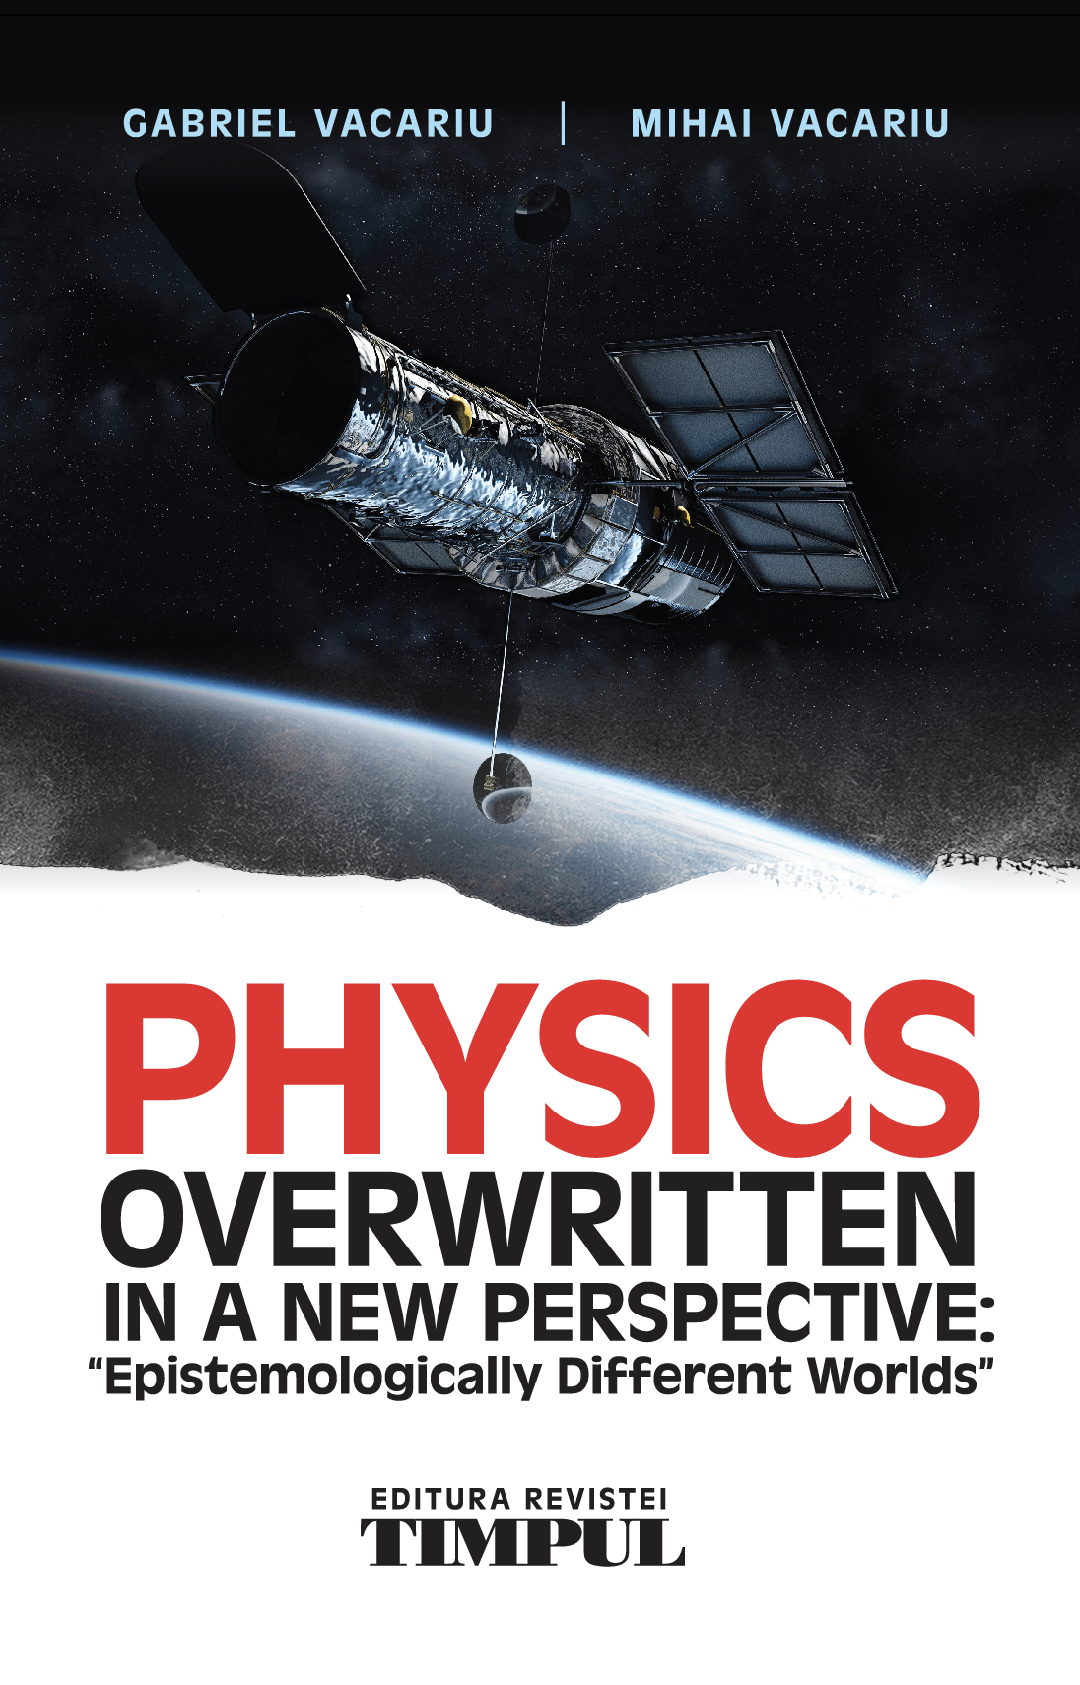 GABRIEL VACARIU | MIHAI VACARIU
PHYSICS
OVERWRITTEN
IN A NEW PERSPECTIVE:
“Epistemologically Different Worlds”
EDITURA REVISTEI
TIMPUL